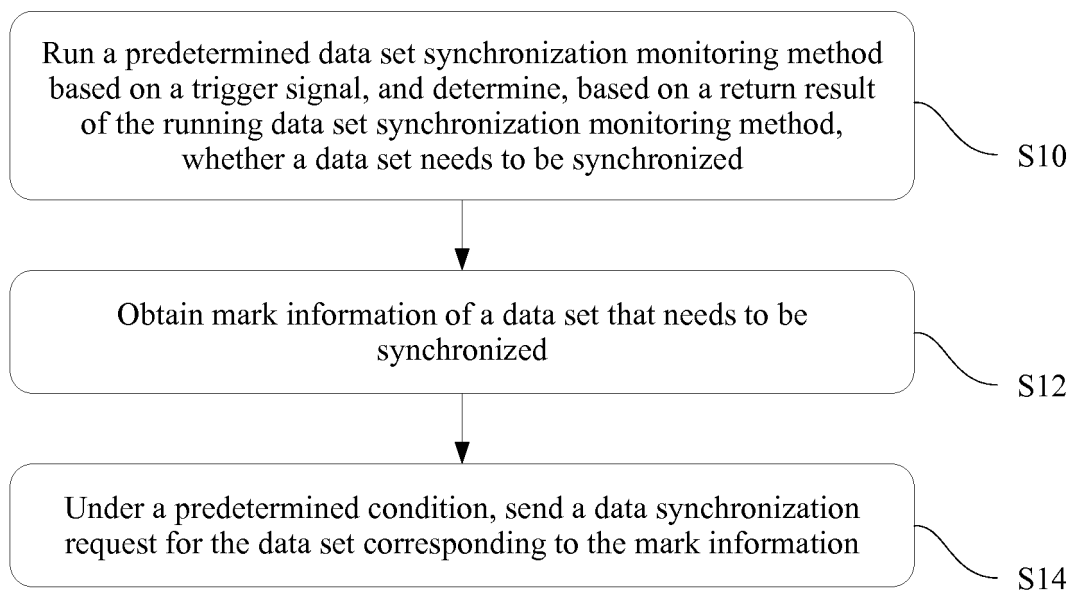 Run a predetermined data set synchronization monitoring method
based on a trigger signal, and determine, based on a return result
of the running data set synchronization monitoring method,
whether a data set needs to be synchronized
S10
Obtain mark information of a data set that needs to be
synchronized
S12
Under a predetermined condition, send a data synchronization
request for the data set corresponding to the mark information
S14